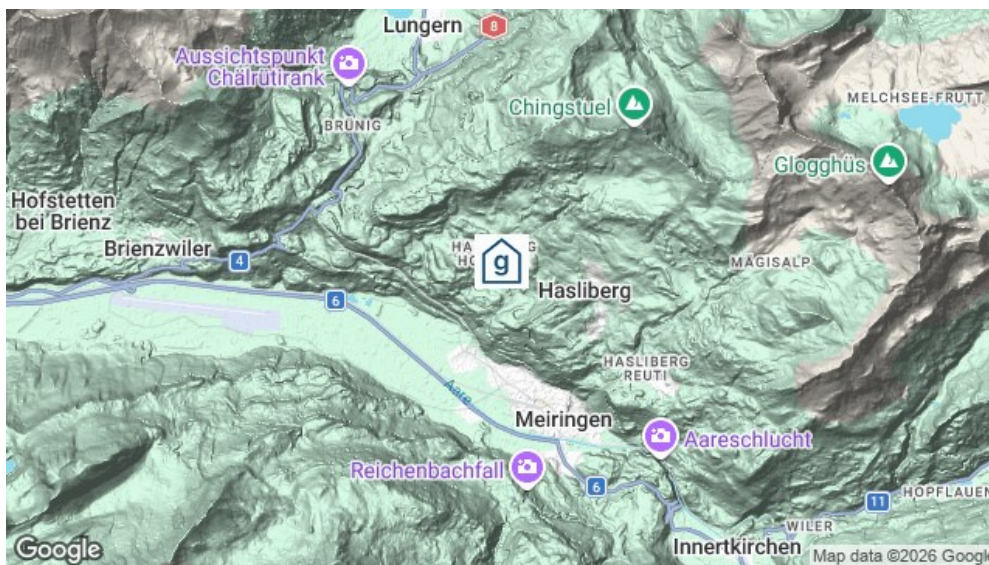 Lungern
8
Aussichtspunkt
Chälrütirank
Chingstuel
MELCHSEE-FRUTT
BRÜNIG
Glogghüs
Hofstetten
bei Brienz
Brienzwiler
4
g
Hasliberg
MÄGISALP
6
HASLIBERG
REUTI
Aare
Meiringen
Aareschlucht
Reichenbachfall
6
11
HOPFLAUEN
WILER
Innertkirchen
Google
Map data ©2026 Google